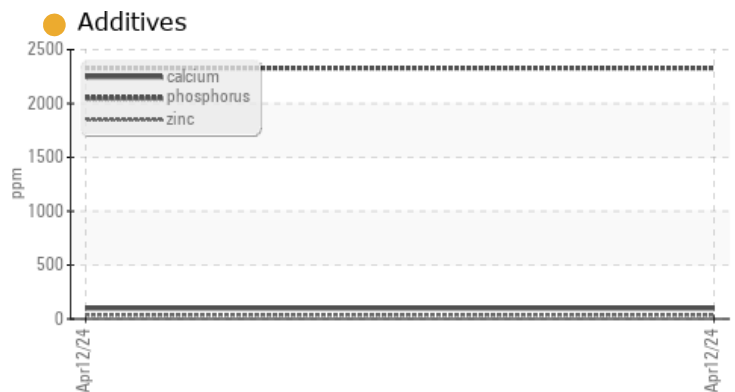 Additives
2500
2000
1500
1000
500
0
ppm
calcium
phosphorus
zinc
Apr12/24
Apr12/24